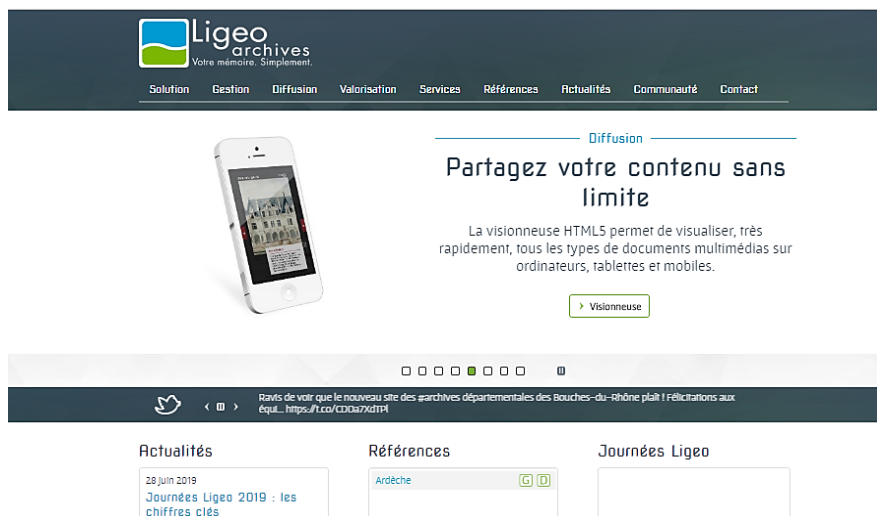 Ligeo
archives
Votre mémoire. Simplement.
Solution Gestion Diffusion Valorisation Services Références Actualités Communauté Contact
Diffusion
Partagez votre contenu sans
limite
La visionneuse HTML5 permet de visualiser, très
rapidement, tous les types de documents multimédias sur
ordinateurs, tablettes et mobiles.
> Visionneuse
Ravis de voir que le nouveau site des #archives départementales des Bouches-du-Rhône plaît ! Félicitations aux
équi... https://t.co/CDOa7XdTPl
Actualités
28 juin 2019
Journées Ligeo 2019 : les
chiffres clés
Références
Ardèche G D
Journées Ligeo